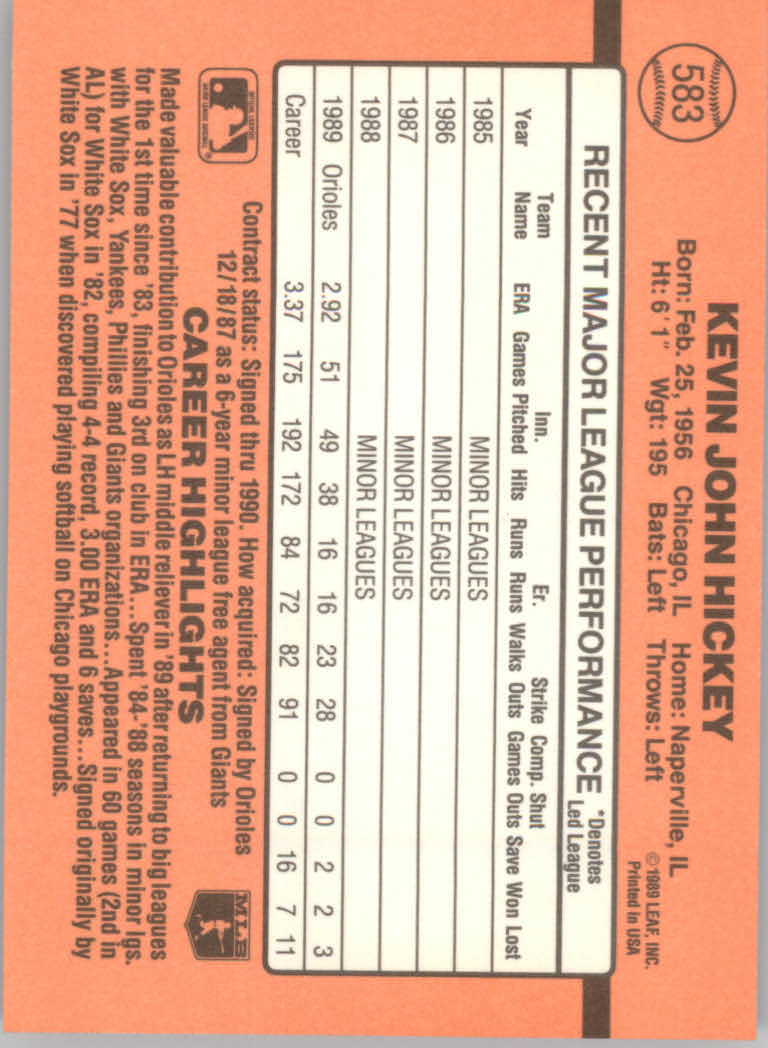 583
KEVIN JOHN HICKEY
Born: Feb. 25, 1956 Chicago, IL Home: Naperville, IL
Ht: 6'1" Wgt: 195 Bats: Left Throws: Left
© 1989 LEAF, INC.
Printed in USA
RECENT MAJOR LEAGUE PERFORMANCE
*Denotes
Led League
Team Inn. Er. Strike Comp. Shut
Year Name ERA Games Pitched Hits Runs Runs Walks Outs Games Outs Save Won Lost
1985 MINOR LEAGUES
1986 MINOR LEAGUES
1987 MINOR LEAGUES
1988 MINOR LEAGUES
1989 Orioles 2.92 51 49 38 16 16 23 28 0 0 2 2 3
Career 3.37 175 192 172 84 72 82 91 0 0 16 7 11
Contract status: Signed thru 1990. How acquired: Signed by Orioles
12/18/87 as a 6-year minor league free agent from Giants
CAREER HIGHLIGHTS
MLB
Made valuable contribution to Orioles as LH middle reliever in '89 after returning to big leagues
for the 1st time since '83, finishing 3rd on club in ERA...Spent '84-'88 seasons in minor lgs.
with White Sox, Yankees, Phillies and Giants organizations...Appeared in 60 games (2nd in
AL) for White Sox in '82, compiling 4-4 record, 3.00 ERA and 6 saves...Signed originally by
White Sox in '77 when discovered playing softball on Chicago playgrounds.